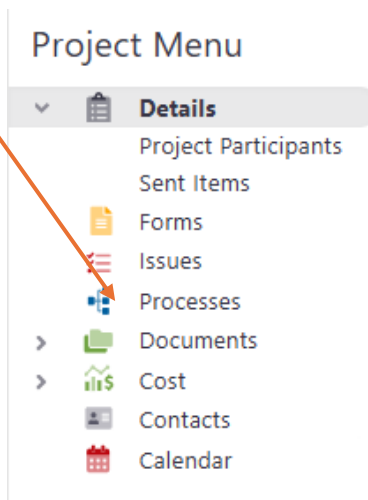 Project Menu
Details
Project Participants
Sent Items
Forms
Issues
Processes
Documents
Cost
Contacts
Calendar